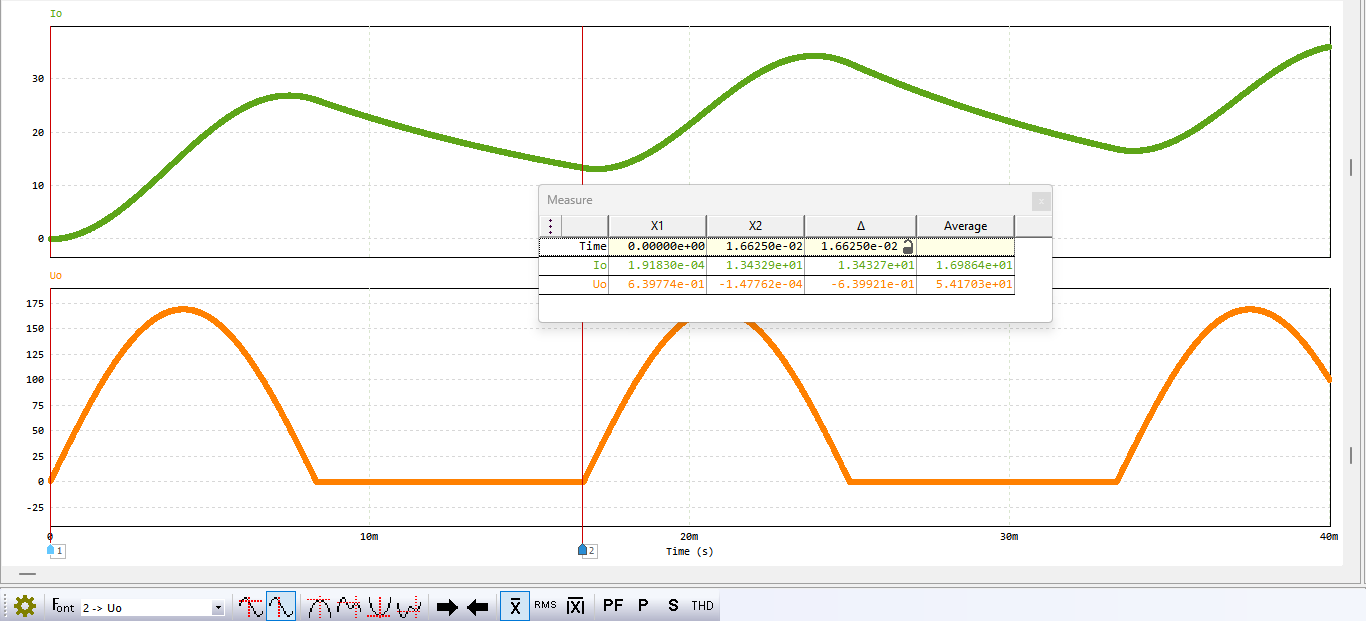 Io
30
20
10
0
Measure
X1 X2 Δ Average
Time 0.00000e+00 1.66250e-02 1.66250e-02
Io 1.91830e-04 1.34329e+01 1.34327e+01 1.69864e+01
Uo 6.39774e-01 -1.47762e-04 -6.39921e-01 5.41703e+01
Uo
175
150
125
100
75
50
25
0
-25
0 10m 20m 30m 40m
1 2 Time (s)
Font 2 -> Uo X RMS |X| PF P S THD